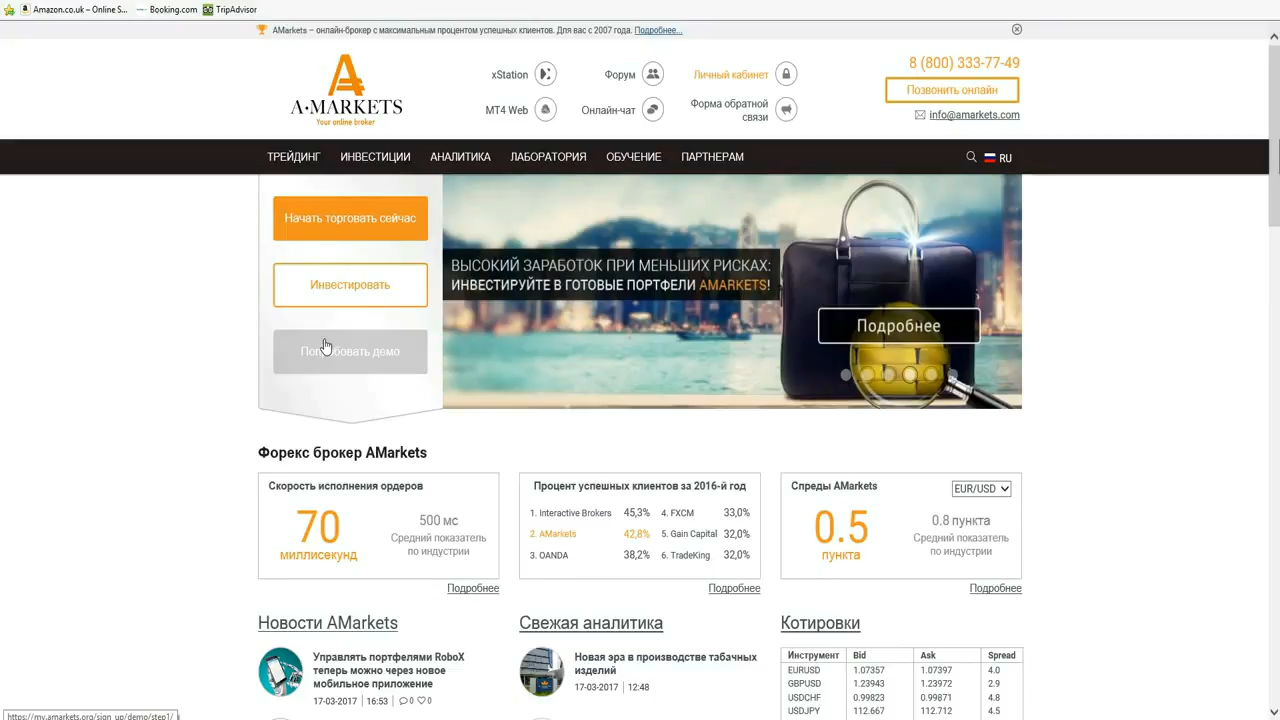 Amazon.co.uk – Online S...
Booking.com
TripAdvisor
AMarkets – онлайн-брокер с максимальным процентом успешных клиентов. Для вас с 2007 года. Подробнее...
A·MARKETS
Your online broker
xStation
Форум
Личный кабинет
MT4 Web
Онлайн-чат
Форма обратной
связи
8 (800) 333-77-49
Позвонить онлайн
info@amarkets.com
ТРЕЙДИНГ ИНВЕСТИЦИИ АНАЛИТИКА ЛАБОРАТОРИЯ ОБУЧЕНИЕ ПАРТНЕРАМ
RU
Начать торговать сейчас
Инвестировать
Попробовать демо
ВЫСОКИЙ ЗАРАБОТОК ПРИ МЕНЬШИХ РИСКАХ:
ИНВЕСТИРУЙТЕ В ГОТОВЫЕ ПОРТФЕЛИ AMARKETS!
Подробнее
Форекс брокер AMarkets
Скорость исполнения ордеров
70
миллисекунд
500 мс
Средний показатель
по индустрии
Подробнее
Процент успешных клиентов за 2016-й год
1. Interactive Brokers 45,3% 4. FXCM 33,0%
2. AMarkets 42,8% 5. Gain Capital 32,0%
3. OANDA 38,2% 6. TradeKing 32,0%
Подробнее
Спреды AMarkets
EUR/USD
0.5
пункта
0.8 пункта
Средний показатель
по индустрии
Подробнее
Новости AMarkets
Управлять портфелями RoboX
теперь можно через новое
мобильное приложение
17-03-2017 16:53 0 0
Свежая аналитика
Новая эра в производстве табачных
изделий
17-03-2017 12:48
Котировки
Инструмент Bid Ask Spread
EURUSD 1.07357 1.07397 4.0
GBPUSD 1.23943 1.23972 2.9
USDCHF 0.99823 0.99871 4.8
USDJPY 112.667 112.712 4.5
https://my.amarkets.org/sign_up/demo/step1/